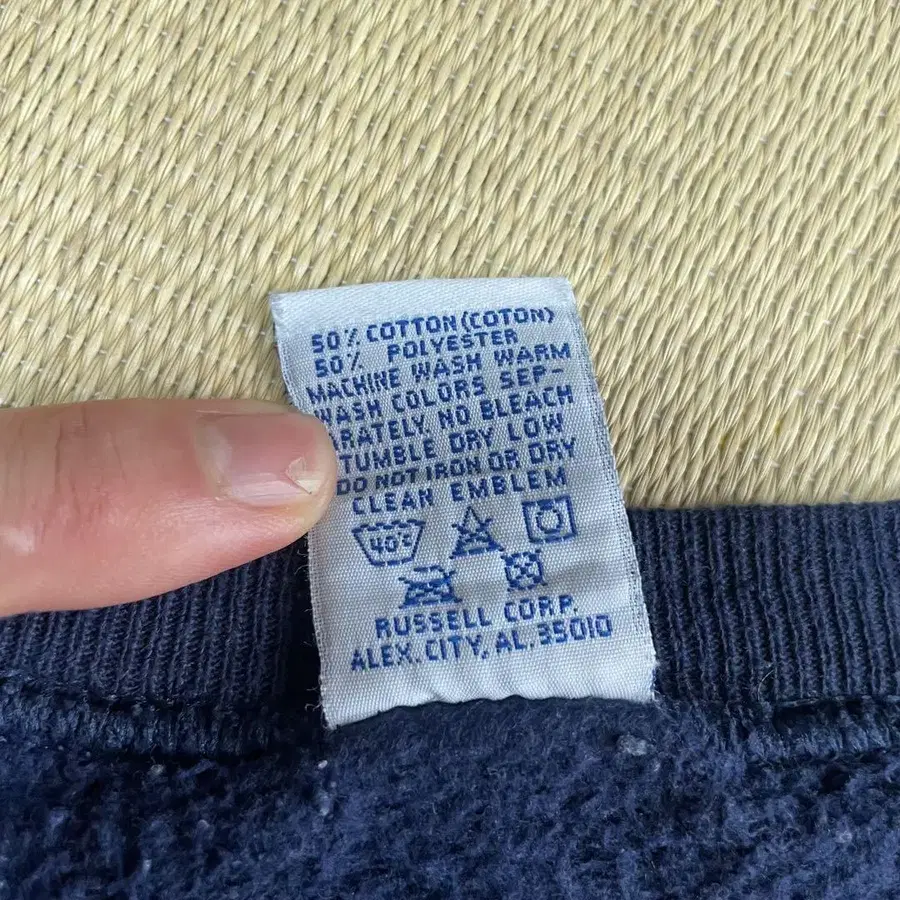 50% COTTON (COTON)
50% POLYESTER
MACHINE WASH WARM
WASH COLORS SEP-
ARATELY, NO BLEACH
TUMBLE DRY LOW
DO NOT IRON OR DRY
CLEAN EMBLEM
40°C
RUSSELL CORP.
ALEX. CITY, AL. 35010